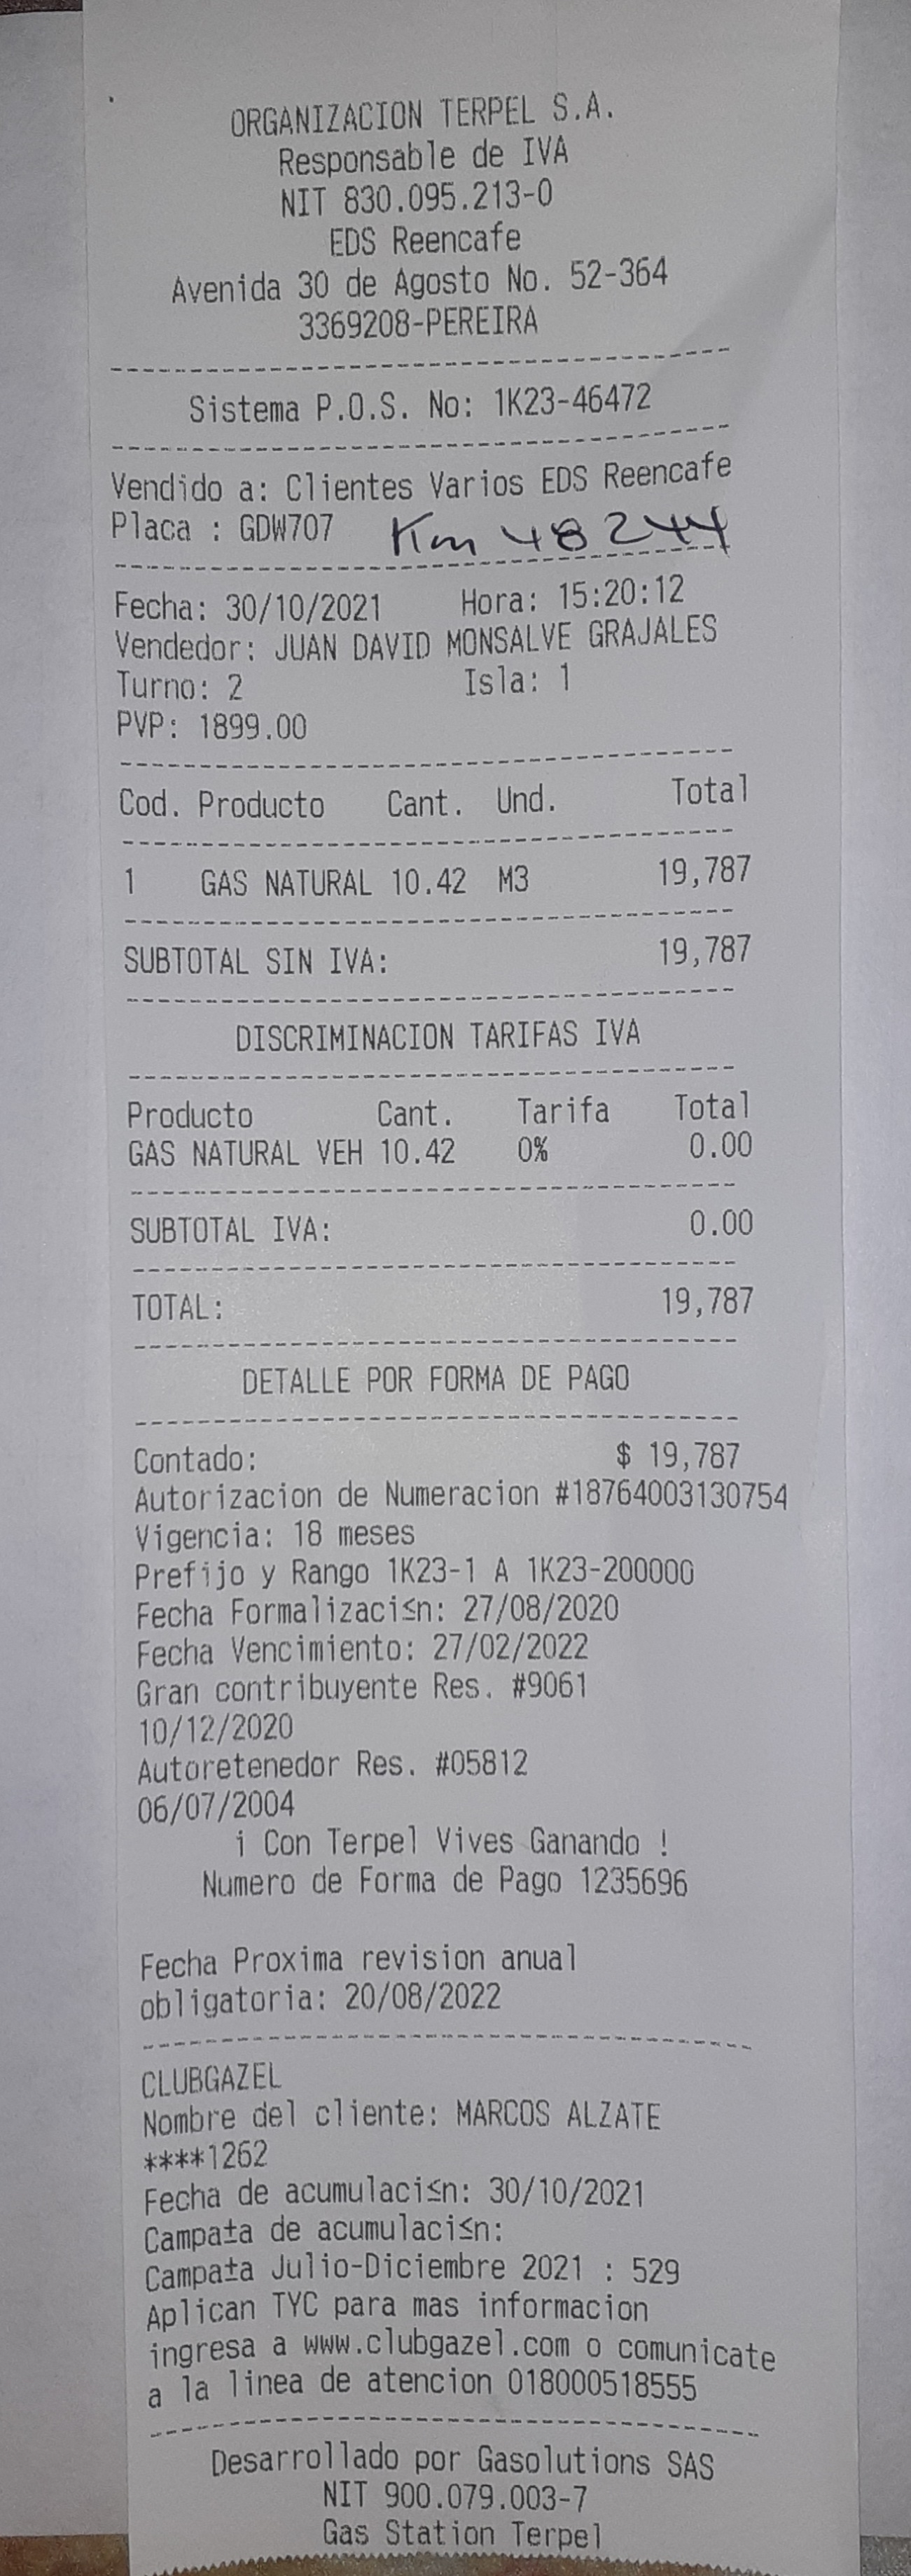 ORGANIZACION TERPEL S.A.
Responsable de IVA
NIT 830.095.213-0
EDS Reencafe
Avenida 30 de Agosto No. 52-364
3369208-PEREIRA
Sistema P.O.S. No: 1K23-46472
Vendido a: Clientes Varios EDS Reencafe
Placa : GDW707 Km 48244
Fecha: 30/10/2021 Hora: 15:20:12
Vendedor: JUAN DAVID MONSALVE GRAJALES
Turno: 2 Isla: 1
PVP: 1899.00
Cod. Producto Cant. Und. Total
1 GAS NATURAL 10.42 M3 19,787
SUBTOTAL SIN IVA: 19,787
DISCRIMINACION TARIFAS IVA
Producto Cant. Tarifa Total
GAS NATURAL VEH 10.42 0% 0.00
SUBTOTAL IVA: 0.00
TOTAL: 19,787
DETALLE POR FORMA DE PAGO
Contado: $ 19,787
Autorizacion de Numeracion #18764003130754
Vigencia: 18 meses
Prefijo y Rango 1K23-1 A 1K23-200000
Fecha Formalizaci≤n: 27/08/2020
Fecha Vencimiento: 27/02/2022
Gran contribuyente Res. #9061
10/12/2020
Autoretenedor Res. #05812
06/07/2004
¡ Con Terpel Vives Ganando !
Numero de Forma de Pago 1235696
Fecha Proxima revision anual
obligatoria: 20/08/2022
CLUBGAZEL
Nombre del cliente: MARCOS ALZATE
****1262
Fecha de acumulaci≤n: 30/10/2021
Campa±a de acumulaci≤n:
Campa±a Julio-Diciembre 2021 : 529
Aplican TYC para mas informacion
ingresa a www.clubgazel.com o comunicate
a la linea de atencion 018000518555
Desarrollado por Gasolutions SAS
NIT 900.079.003-7
Gas Station Terpel